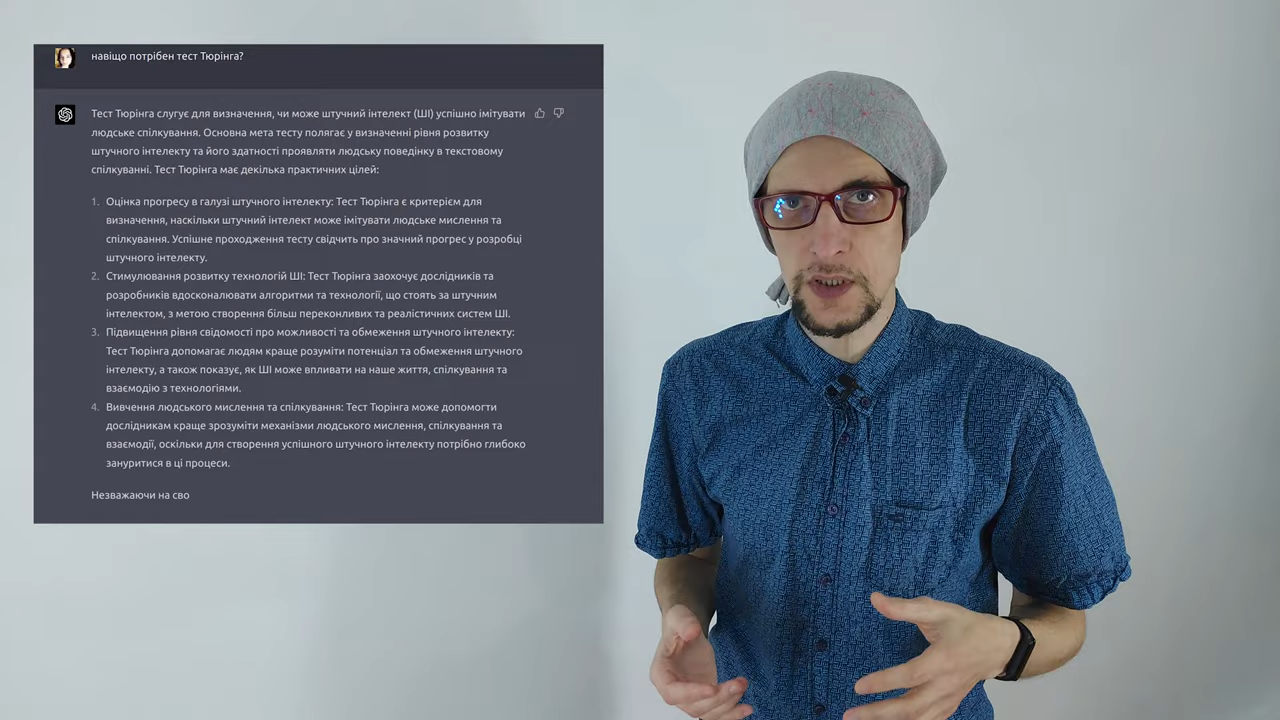 навіщо потрібен тест Тюрінга?
Тест Тюрінга слугує для визначення, чи може штучний інтелект (ШІ) успішно імітувати
людське спілкування. Основна мета тесту полягає у визначенні рівня розвитку
штучного інтелекту та його здатності проявляти людську поведінку в текстовому
спілкуванні. Тест Тюрінга має декілька практичних цілей:
1. Оцінка прогресу в галузі штучного інтелекту: Тест Тюрінга є критерієм для
визначення, наскільки штучний інтелект може імітувати людське мислення та
спілкування. Успішне проходження тесту свідчить про значний прогрес у розробці
штучного інтелекту.
2. Стимулювання розвитку технологій ШІ: Тест Тюрінга заохочує дослідників та
розробників вдосконалювати алгоритми та технології, що стоять за штучним
інтелектом, з метою створення більш переконливих та реалістичних систем ШІ.
3. Підвищення рівня свідомості про можливості та обмеження штучного інтелекту:
Тест Тюрінга допомагає людям краще розуміти потенціал та обмеження штучного
інтелекту, а також показує, як ШІ може впливати на наше життя, спілкування та
взаємодію з технологіями.
4. Вивчення людського мислення та спілкування: Тест Тюрінга може допомогти
дослідникам краще зрозуміти механізми людського мислення, спілкування та
взаємодії, оскільки для створення успішного штучного інтелекту потрібно глибоко
зануритися в ці процеси.
Незважаючи на сво